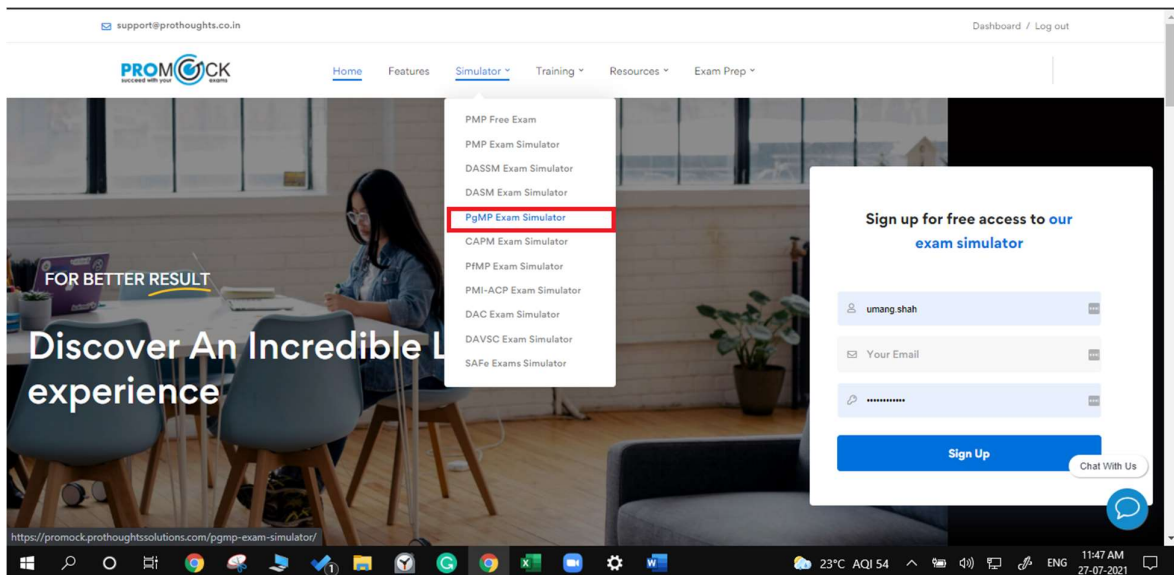 support@prothoughts.co.in
Dashboard / Log out
PROMOCK
succeed with your exams
Home Features Simulator Training Resources Exam Prep
PMP Free Exam
PMP Exam Simulator
DASSM Exam Simulator
DASM Exam Simulator
PgMP Exam Simulator
CAPM Exam Simulator
PfMP Exam Simulator
PMI-ACP Exam Simulator
DAC Exam Simulator
DAVSC Exam Simulator
SAFe Exams Simulator
FOR BETTER RESULT
Discover An Incredible L
experience
Sign up for free access to our
exam simulator
umang.shah
Your Email
••••••••••••
Sign Up
Chat With Us
https://promock.prothoughtssolutions.com/pgmp-exam-simulator/
1
23°C AQI 54
ENG
11:47 AM
27-07-2021